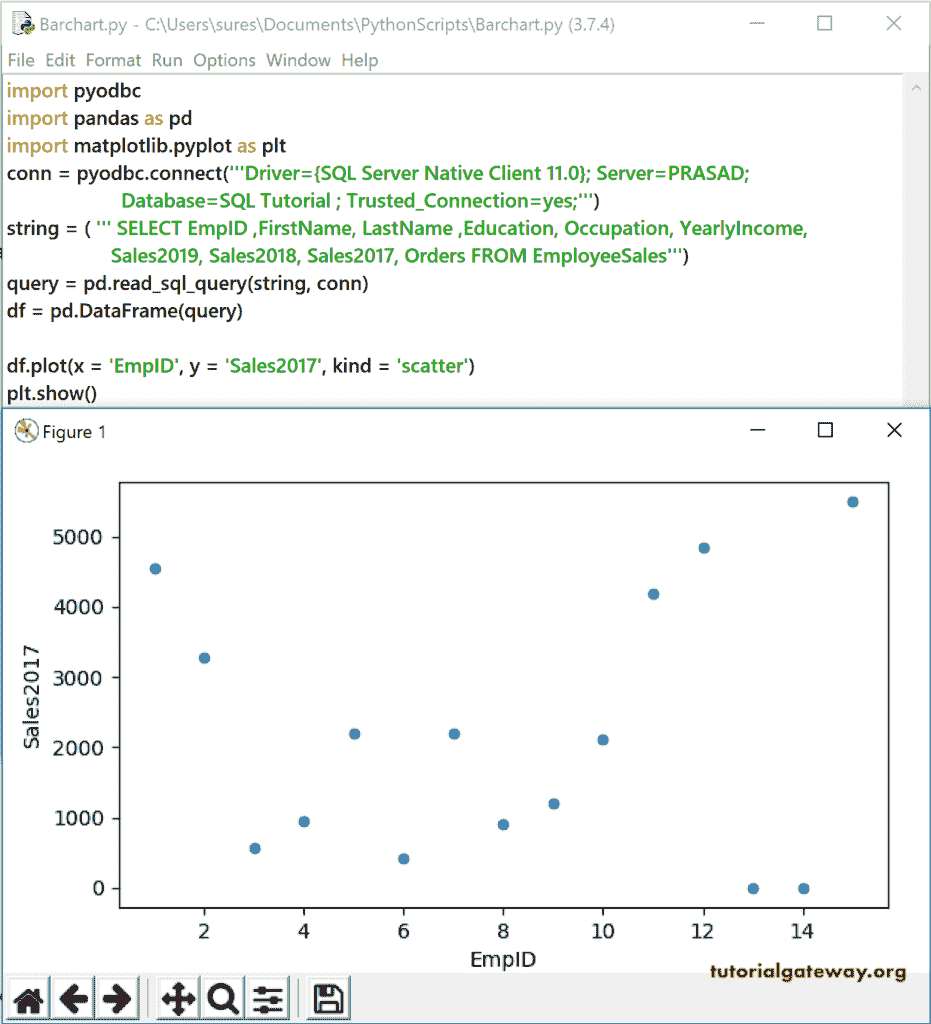 Barchart.py - C:\Users\sures\Documents\PythonScripts\Barchart.py (3.7.4)
File Edit Format Run Options Window Help
import pyodbc
import pandas as pd
import matplotlib.pyplot as plt
conn = pyodbc.connect('''Driver={SQL Server Native Client 11.0}; Server=PRASAD;
Database=SQL Tutorial ; Trusted_Connection=yes;''')
string = ( ''' SELECT EmpID ,FirstName, LastName ,Education, Occupation, YearlyIncome,
Sales2019, Sales2018, Sales2017, Orders FROM EmployeeSales''')
query = pd.read_sql_query(string, conn)
df = pd.DataFrame(query)
df.plot(x = 'EmpID', y = 'Sales2017', kind = 'scatter')
plt.show()
Figure 1
5000
4000
3000
2000
1000
0
Sales2017
2 4 6 8 10 12 14
EmpID
tutorialgateway.org